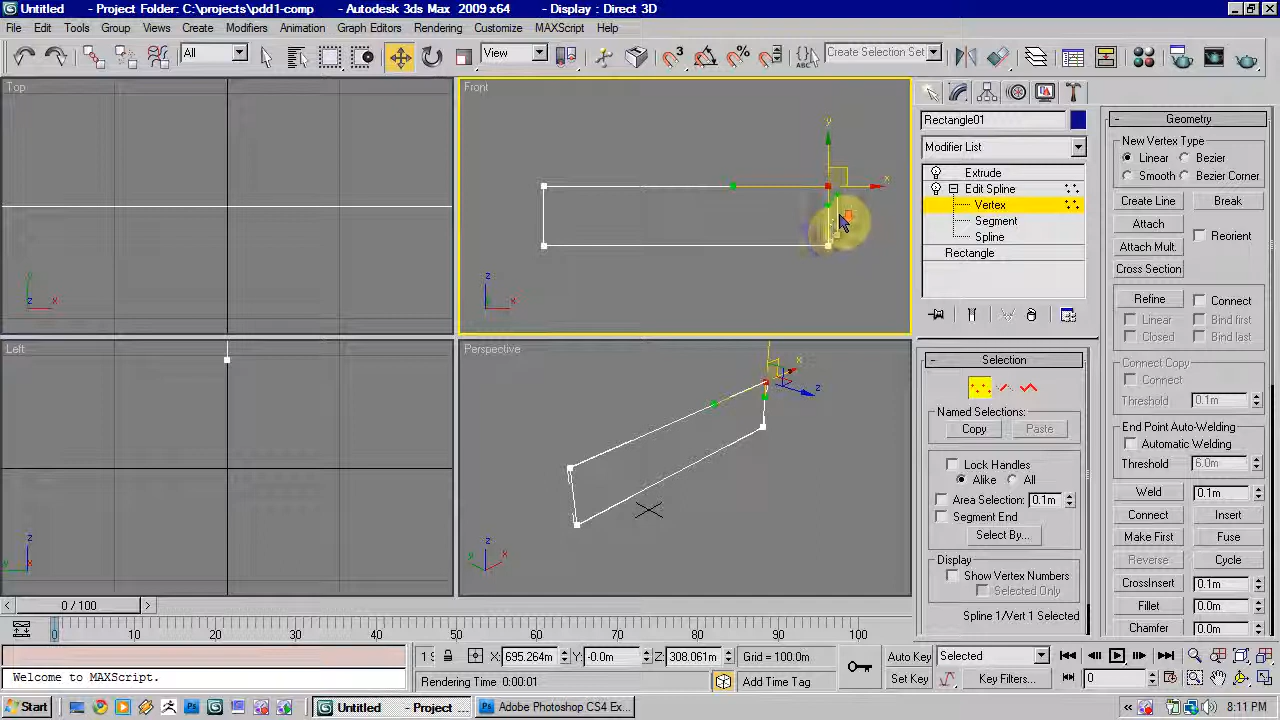 Untitled - Project Folder: C:\projects\pdd1-comp - Autodesk 3ds Max 2009 x64 - Display : Direct 3D
File Edit Tools Group Views Create Modifiers Animation Graph Editors Rendering Customize MAXScript Help
All View Create Selection Set
Top
Front
Left
Perspective
y
x
z
x
y
z
x
z
x
z
x
z
y
z
y
x
Rectangle01
Modifier List
Extrude
Edit Spline
Vertex
Segment
Spline
Rectangle
Selection
Named Selections:
Copy Paste
Lock Handles
Alike All
Area Selection: 0.1m
Segment End
Select By...
Display
Show Vertex Numbers
Selected Only
Spline 1/Vert 1 Selected
Geometry
New Vertex Type
Linear Bezier
Smooth Bezier Corner
Create Line Break
Attach Reorient
Attach Mult.
Cross Section
Refine Connect
Linear Bind first
Closed Bind last
Connect Copy
Connect
Threshold 0.1m
End Point Auto-Welding
Automatic Welding
Threshold 6.0m
Weld 0.1m
Connect Insert
Make First Fuse
Reverse Cycle
CrossInsert 0.1m
Fillet 0.0m
Chamfer 0.0m
0 / 100
0 10 20 30 40 50 60 70 80 90 100
X: 695.264m Y: -0.0m Z: 308.061m Grid = 100.0m
Auto Key Selected
Set Key Key Filters... 0
Welcome to MAXScript.
Rendering Time 0:00:01 Add Time Tag
Start Untitled - Project Adobe Photoshop CS4 Ex... 8:11 PM